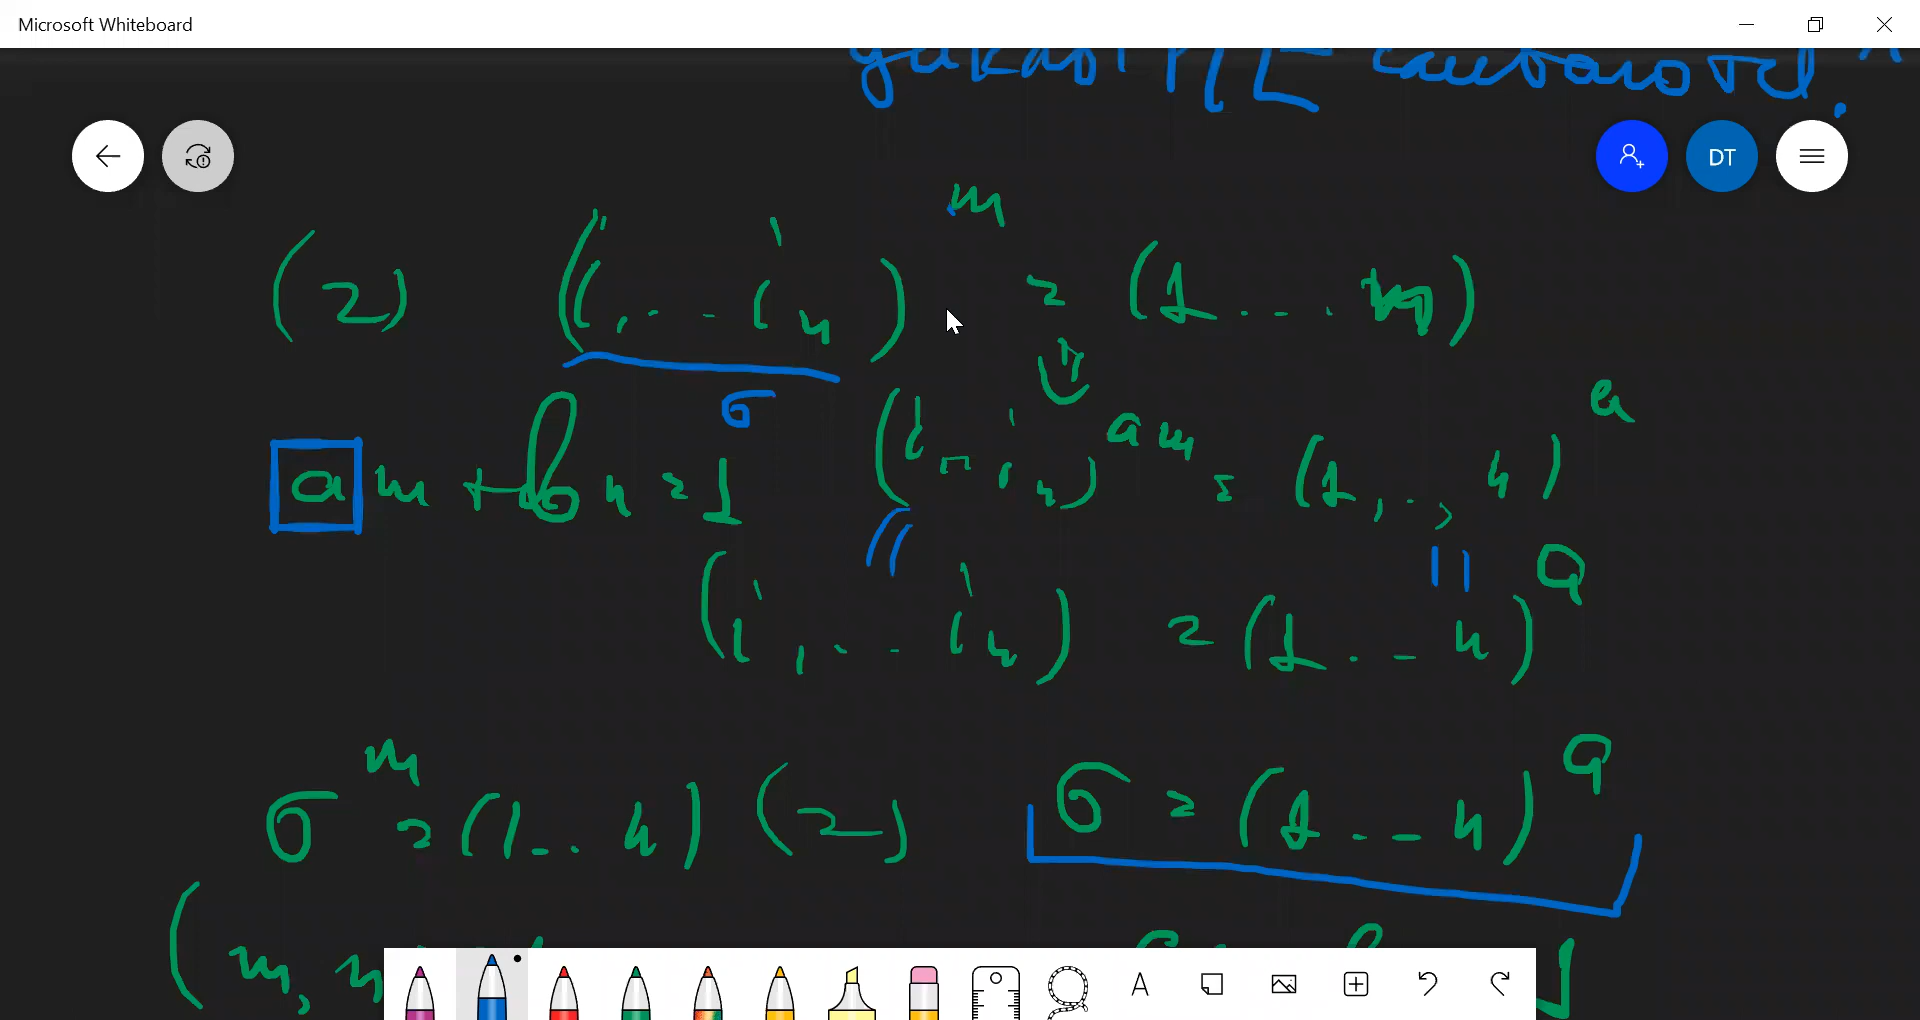 Microsoft Whiteboard
DT
(2) (i₁ ... iₙ)ᵐ = (1 ... n)
σ
am + bn = 1 (i₁ ... iₙ)ᵃᵐ = (1, .., n)ᵃ
(i₁ ... iₙ) = (1 ... n)ᵃ
σᵐ = (1 .. n) (2) σ = (1 ... n)ᵃ
(m, n